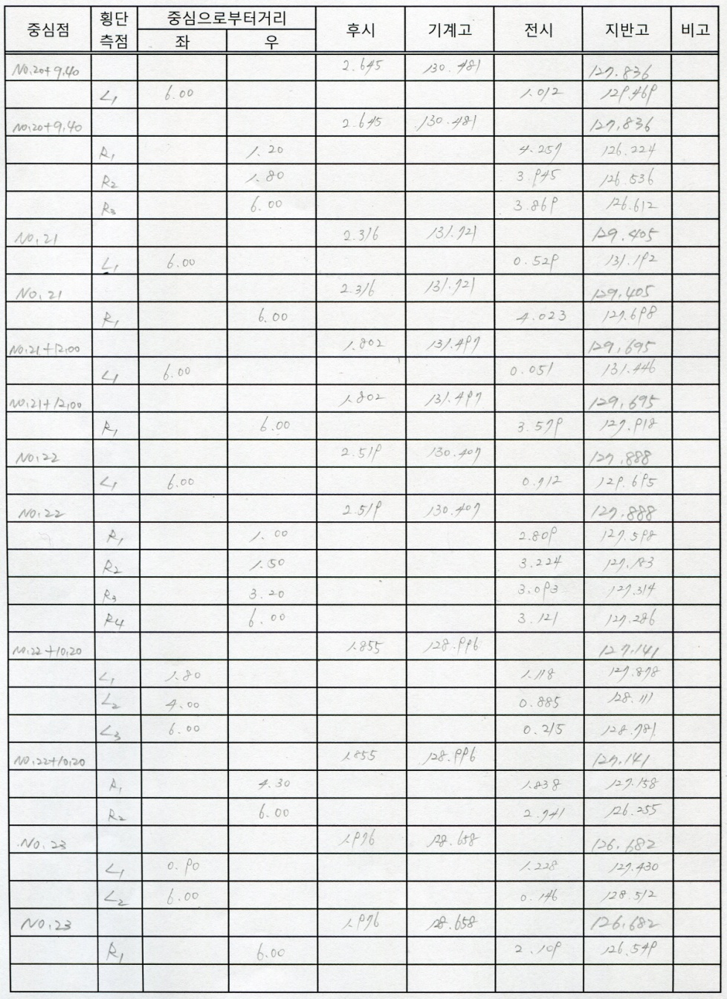 중심점 횡단측점 중심으로부터거리 좌 우 후시 기계고 전시 지반고 비고
No.20+9.40 2.645 130.481 127.836
L1 6.00 1.012 129.469
No.20+9.40 2.645 130.481 127.836
R1 1.20 4.257 126.224
R2 1.80 3.945 126.536
R3 6.00 3.869 126.612
No.21 2.316 131.721 129.405
L1 6.00 0.529 131.192
No.21 2.316 131.721 129.405
R1 6.00 4.023 127.698
No.21+12.00 1.802 131.497 129.695
L1 6.00 0.051 131.446
No.21+12.00 1.802 131.497 129.695
R1 6.00 3.579 127.918
No.22 2.519 130.407 127.888
L1 6.00 0.712 129.695
No.22 2.519 130.407 127.888
R1 1.00 2.809 127.598
R2 1.50 3.224 127.183
R3 3.20 3.093 127.314
R4 6.00 3.121 127.286
No.22+10.20 1.855 128.996 127.141
L1 1.80 1.118 127.878
L2 4.00 0.885 128.111
L3 6.00 0.215 128.781
No.22+10.20 1.855 128.996 127.141
R1 4.30 1.838 127.158
R2 6.00 2.741 126.255
No.23 1.976 128.658 126.682
L1 0.90 1.228 127.430
L2 6.00 0.146 128.512
No.23 1.976 128.658 126.682
R1 6.00 2.109 126.549